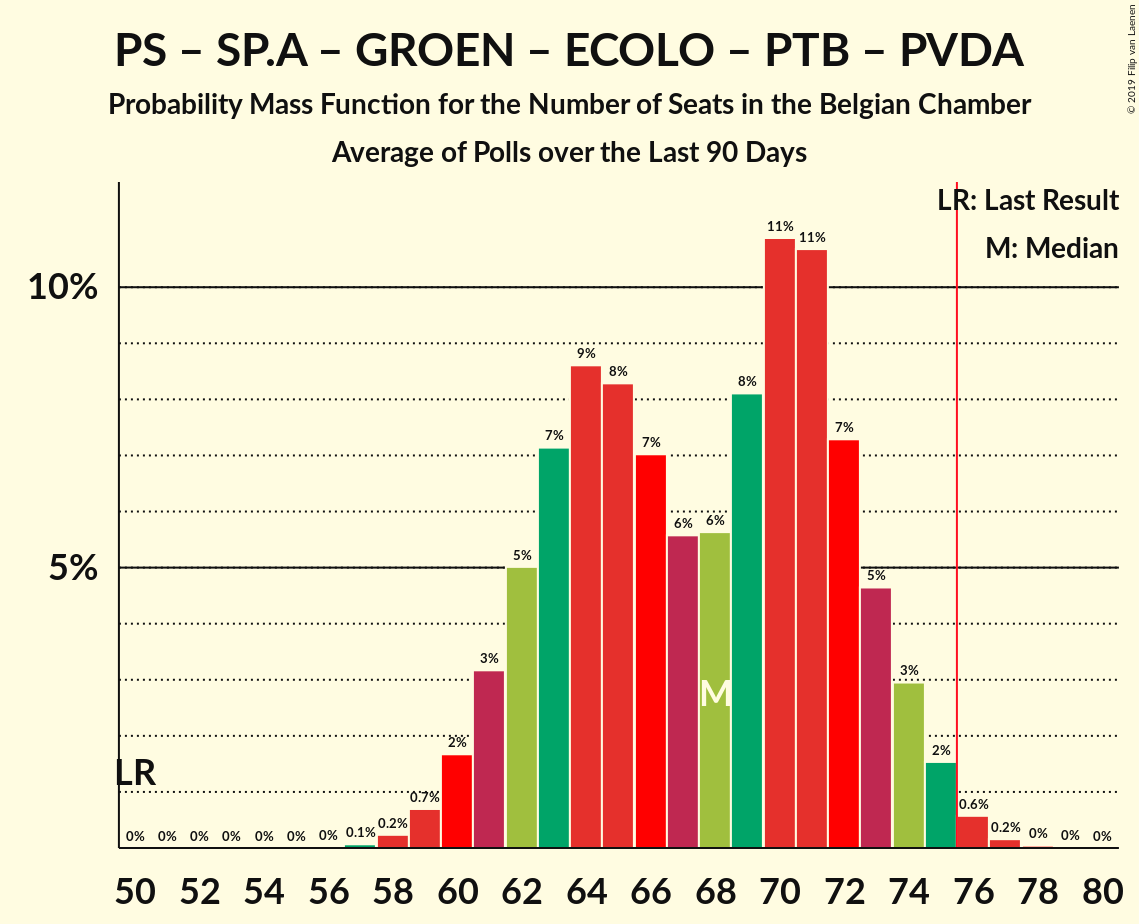 PS – SP.A – GROEN – ECOLO – PTB – PVDA
Probability Mass Function for the Number of Seats in the Belgian Chamber
Average of Polls over the Last 90 Days
© 2019 Filip van Laenen
LR: Last Result
M: Median
10%
5%
LR
M
0% 0% 0% 0% 0% 0% 0% 0.1% 0.2% 0.7% 2% 3% 5% 7% 9% 8% 7% 6% 6% 8% 11% 11% 7% 5% 3% 2% 0.6% 0.2% 0% 0% 0%
50 52 54 56 58 60 62 64 66 68 70 72 74 76 78 80